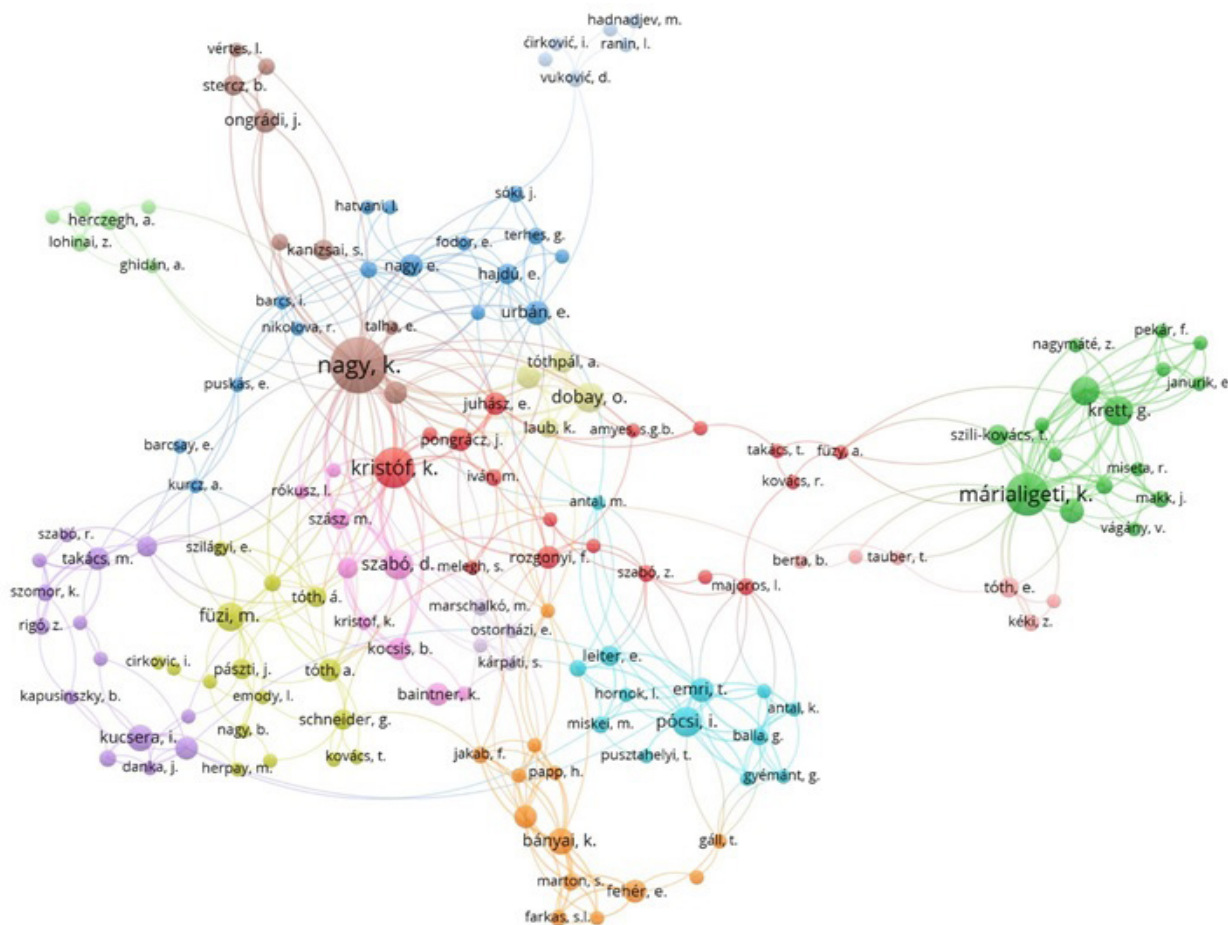 hadnadjev, m.
ćirković, i.
ranin, l.
vuković, d.
vértes, l.
stercz, b.
ongrádi, j.
sóki, j.
hatvani, l.
herczegh, a.
lohinai, z.
ghidán, a.
kanizsai, s.
fodor, e.
terhes, g.
nagy, e.
hajdú, e.
barcs, i.
nikolova, r.
talha, e.
urbán, e.
nagy, k.
tóthpál, a.
puskás, e.
dobay, o.
juhász, e.
laub, k.
amyes, s.g.b.
pongrácz, j.
barcsay, e.
kristóf, k.
iván, m.
kurcz, a.
rókusz, l.
antal, m.
szász, m.
nagymáté, z.
pekár, f.
janurik, e
krett, g.
szili-kovács, t.
takács, t.
füzy, a.
kovács, r.
miseta, r.
márialigeti, k.
makk, j.
vágány, v.
berta, b.
tauber, t.
tóth, e.
kéki, z.
szabó, r.
takács, m.
szilágyi, e.
szabó, d.
melegh, s.
rozgonyi, f.
szabó, z.
majoros, l.
szomor, k.
tóth, á.
marschalkó, m.
rigó, z.
füzi, m.
kristof, k.
ostorházi, e.
kocsis, b.
kárpáti, s.
leiter, e.
cirkovic, i.
pászti, j.
tóth, a.
kapusinszky, b.
emődy, l.
baintner, k.
hornok, l.
emri, t.
antal, k.
schneider, g.
miskei, m.
pócsi, i.
nagy, b.
kucsera, i.
balla, g.
danka, j.
herpay, m.
kovács, t.
jakab, f.
papp, h.
pusztahelyi, t.
gyémánt, g.
bányai, k.
gáll, t.
marton, s.
fehér, e.
farkas, s.l.